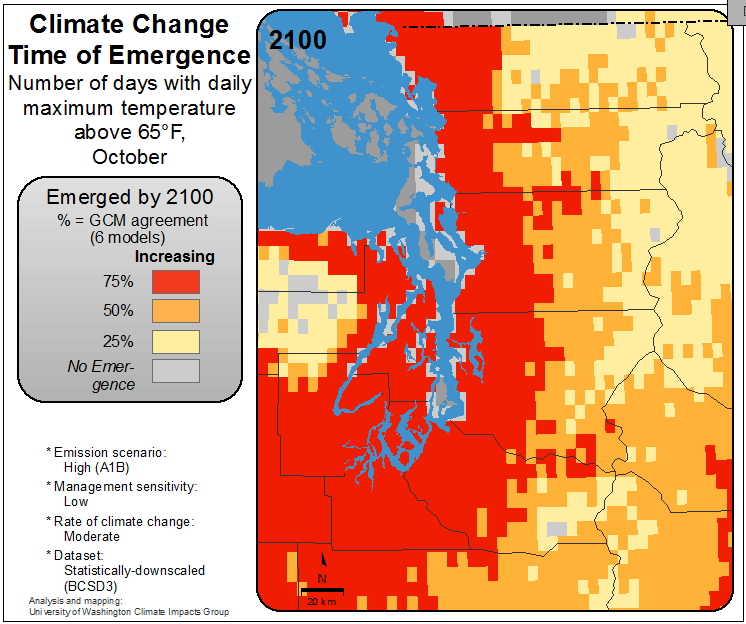 Climate Change
Time of Emergence
Number of days with daily
maximum temperature
above 65°F,
October
Emerged by 2100
% = GCM agreement
(6 models)
Increasing
75%
50%
25%
No Emer-
gence
* Emission scenario:
High (A1B)
* Management sensitivity:
Low
* Rate of climate change:
Moderate
* Dataset:
Statistically-downscaled
(BCSD3)
Analysis and mapping:
University of Washington Climate Impacts Group
2100
N
20 km